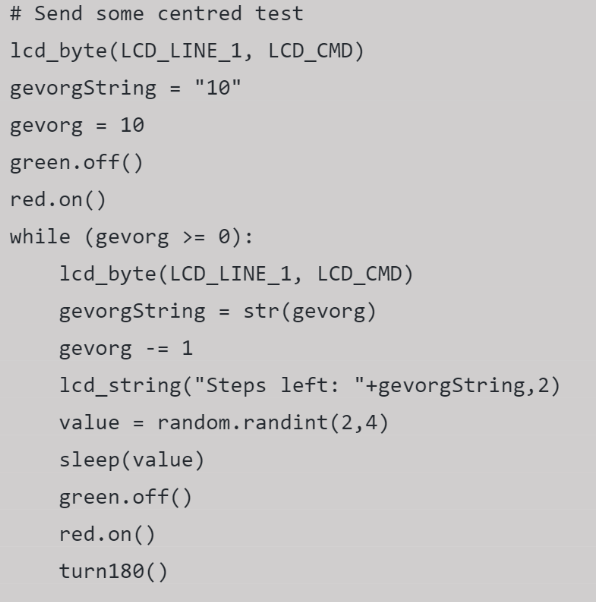 # Send some centred test
lcd_byte(LCD_LINE_1, LCD_CMD)
gevorgString = "10"
gevorg = 10
green.off()
red.on()
while (gevorg >= 0):
    lcd_byte(LCD_LINE_1, LCD_CMD)
    gevorgString = str(gevorg)
    gevorg -= 1
    lcd_string("Steps left: "+gevorgString,2)
    value = random.randint(2,4)
    sleep(value)
    green.off()
    red.on()
    turn180()